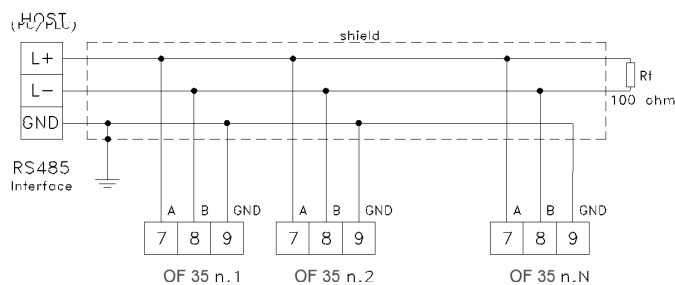 HOST
(PC/PLC)
shield
L+
L-
GND
Rt
100 ohm
RS485
Interface
A B GND A B GND A B GND
7 8 9 7 8 9 7 8 9
OF 35 n.1 OF 35 n.2 OF 35 n.N